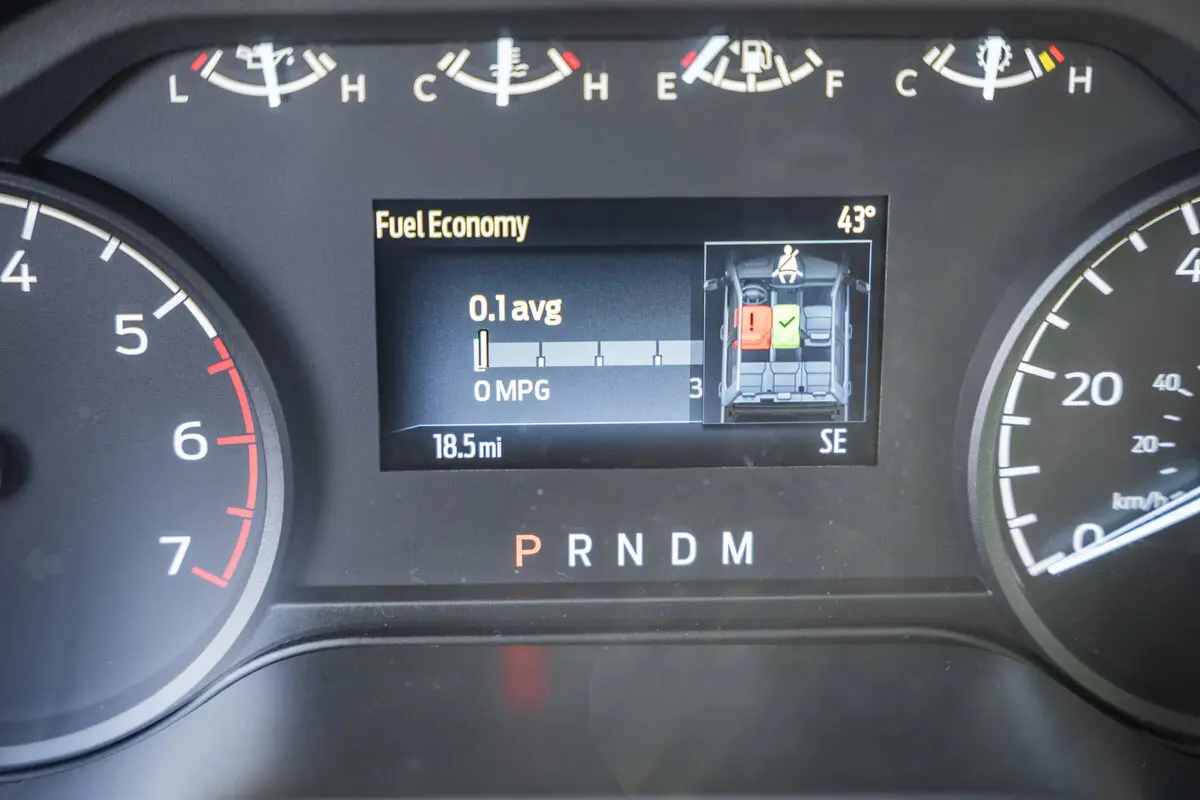 L H C H E F C H
Fuel Economy 43°
0.1 avg
0 MPG 3
18.5 mi SE
P R N D M
4
5
6
7
4
20
0
40
20
km/h